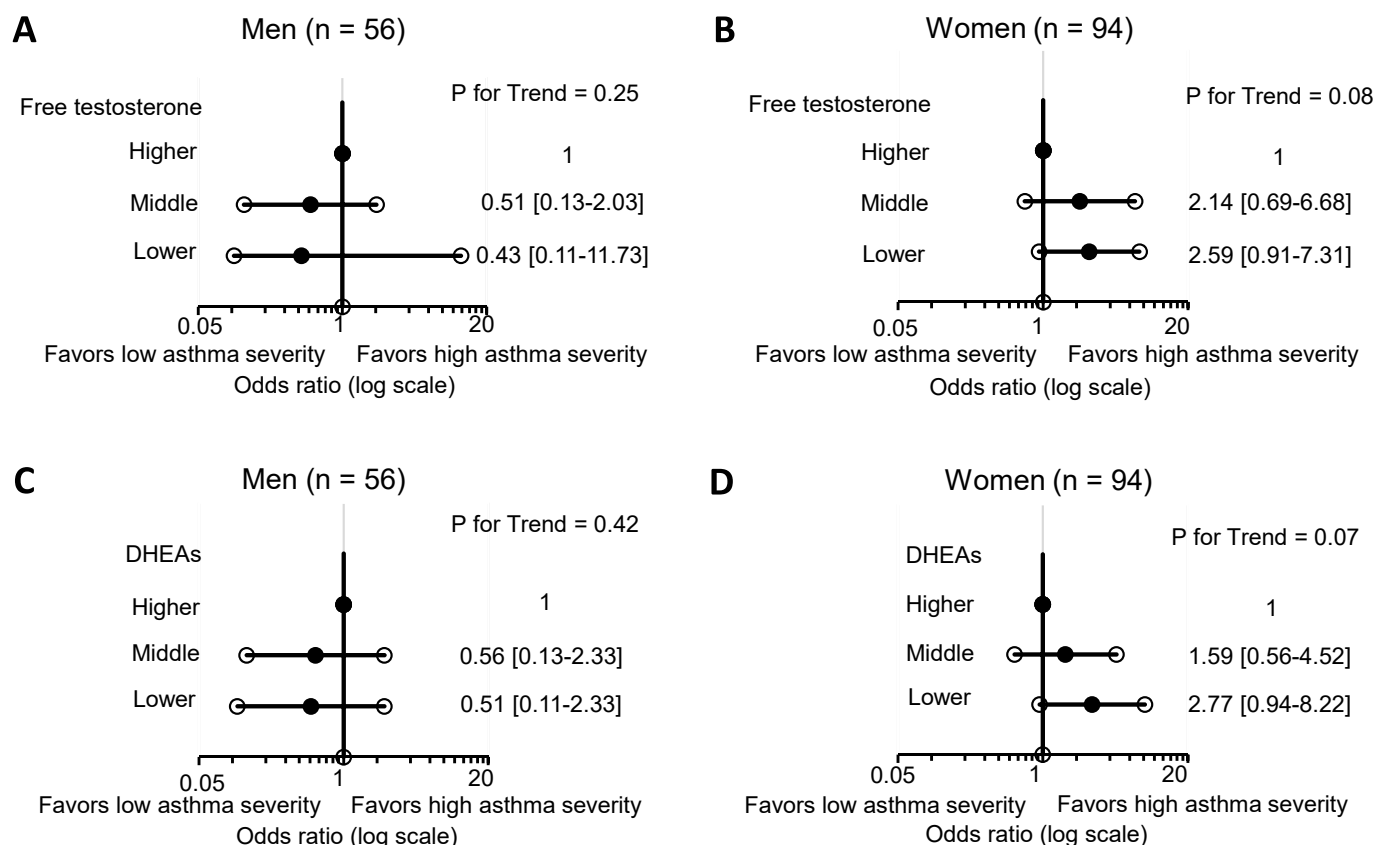 A
Men (n = 56)
P for Trend = 0.25
Free testosterone
Higher
1
Middle
0.51 [0.13-2.03]
Lower
0.43 [0.11-11.73]
0.05
1
20
Favors low asthma severity
Favors high asthma severity
Odds ratio (log scale)
B
Women (n = 94)
P for Trend = 0.08
Free testosterone
Higher
1
Middle
2.14 [0.69-6.68]
Lower
2.59 [0.91-7.31]
0.05
1
20
Favors low asthma severity
Favors high asthma severity
Odds ratio (log scale)
C
Men (n = 56)
P for Trend = 0.42
DHEAs
Higher
1
Middle
0.56 [0.13-2.33]
Lower
0.51 [0.11-2.33]
0.05
1
20
Favors low asthma severity
Favors high asthma severity
Odds ratio (log scale)
D
Women (n = 94)
P for Trend = 0.07
DHEAs
Higher
1
Middle
1.59 [0.56-4.52]
Lower
2.77 [0.94-8.22]
0.05
1
20
Favors low asthma severity
Favors high asthma severity
Odds ratio (log scale)